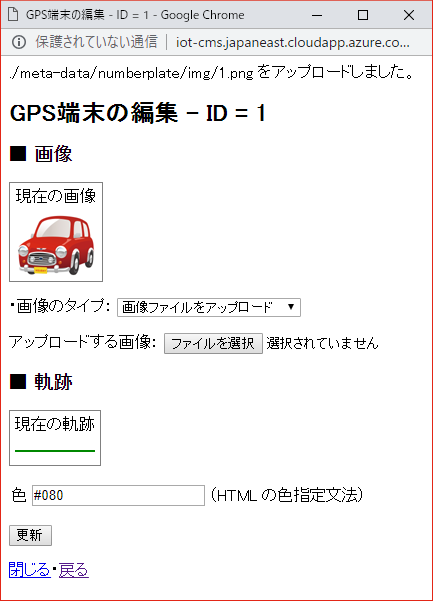 GPS端末の編集 - ID = 1 - Google Chrome
保護されていない通信 | iot-cms.japaneast.cloudapp.azure.co...
./meta-data/numberplate/img/1.png をアップロードしました。
GPS端末の編集 - ID = 1
■ 画像
現在の画像
・画像のタイプ： 画像ファイルをアップロード ▼
アップロードする画像： ファイルを選択 選択されていません
■ 軌跡
現在の軌跡
色 #080 （HTML の色指定文法）
更新
閉じる・戻る